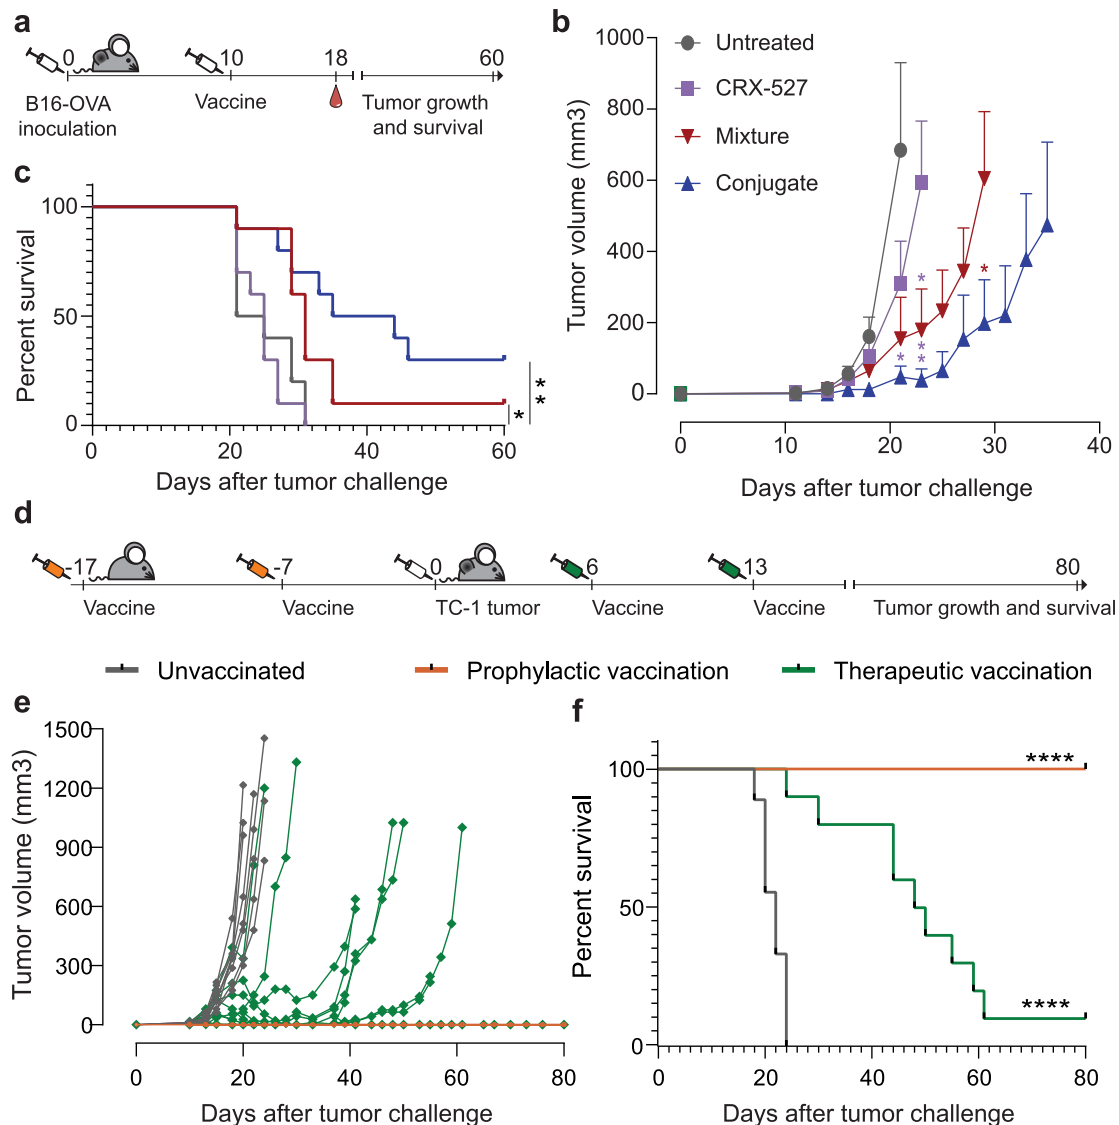 a
0
10
18
60
B16-OVA
inoculation
Vaccine
Tumor growth
and survival
b
1000
800
600
400
200
0
Tumor volume (mm3)
Untreated
CRX-527
Mixture
Conjugate
*
*
*
*
*
0
10
20
30
40
Days after tumor challenge
c
100
50
0
Percent survival
*
*
*
0
20
40
60
Days after tumor challenge
d
-17
-7
0
6
13
80
Vaccine
Vaccine
TC-1 tumor
Vaccine
Vaccine
Tumor growth and survival
Unvaccinated
Prophylactic vaccination
Therapeutic vaccination
e
1500
1200
900
600
300
0
Tumor volume (mm3)
0
20
40
60
80
Days after tumor challenge
f
100
50
0
Percent survival
****
****
0
20
40
60
80
Days after tumor challenge